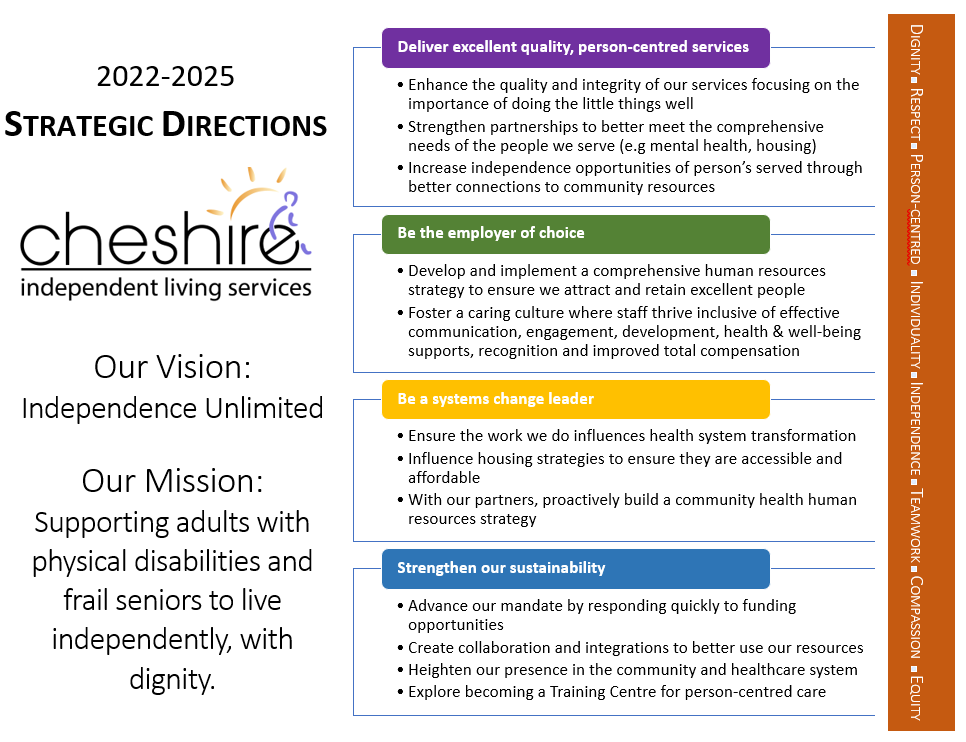 2022-2025
STRATEGIC DIRECTIONS
cheshire
independent living services
Our Vision:
Independence Unlimited
Our Mission:
Supporting adults with
physical disabilities and
frail seniors to live
independently, with
dignity.
Deliver excellent quality, person-centred services
• Enhance the quality and integrity of our services focusing on the
importance of doing the little things well
• Strengthen partnerships to better meet the comprehensive
needs of the people we serve (e.g mental health, housing)
• Increase independence opportunities of person’s served through
better connections to community resources
Be the employer of choice
• Develop and implement a comprehensive human resources
strategy to ensure we attract and retain excellent people
• Foster a caring culture where staff thrive inclusive of effective
communication, engagement, development, health & well-being
supports, recognition and improved total compensation
Be a systems change leader
• Ensure the work we do influences health system transformation
• Influence housing strategies to ensure they are accessible and
affordable
• With our partners, proactively build a community health human
resources strategy
Strengthen our sustainability
• Advance our mandate by responding quickly to funding
opportunities
• Create collaboration and integrations to better use our resources
• Heighten our presence in the community and healthcare system
• Explore becoming a Training Centre for person-centred care
DIGNITY ▪ RESPECT ▪ PERSON-CENTRED ▪ INDIVIDUALITY ▪ INDEPENDENCE ▪ TEAMWORK ▪ COMPASSION ▪ EQUITY